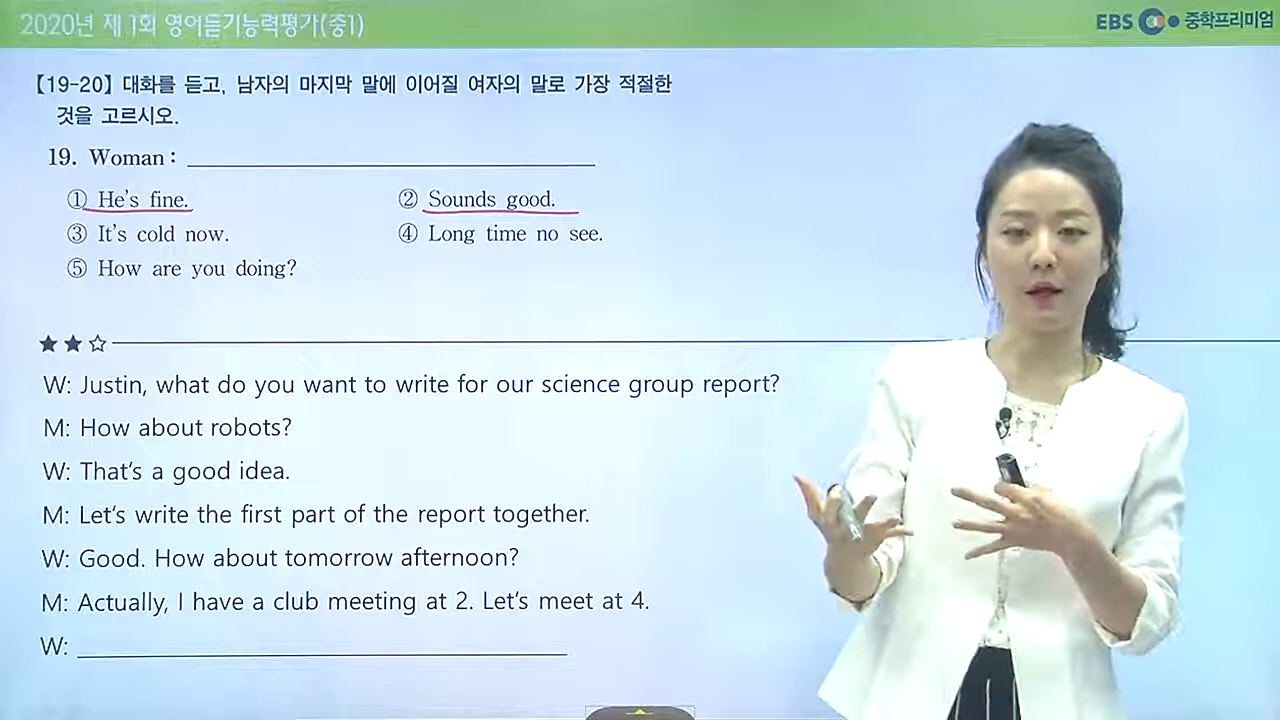 2020년 제 1회 영어듣기능력평가(중1)
EBS 중학프리미엄
【19-20】 대화를 듣고, 남자의 마지막 말에 이어질 여자의 말로 가장 적절한
것을 고르시오.
19. Woman :
① He's fine.
② Sounds good.
③ It's cold now.
④ Long time no see.
⑤ How are you doing?
★★☆
W: Justin, what do you want to write for our science group report?
M: How about robots?
W: That's a good idea.
M: Let's write the first part of the report together.
W: Good. How about tomorrow afternoon?
M: Actually, I have a club meeting at 2. Let's meet at 4.
W: